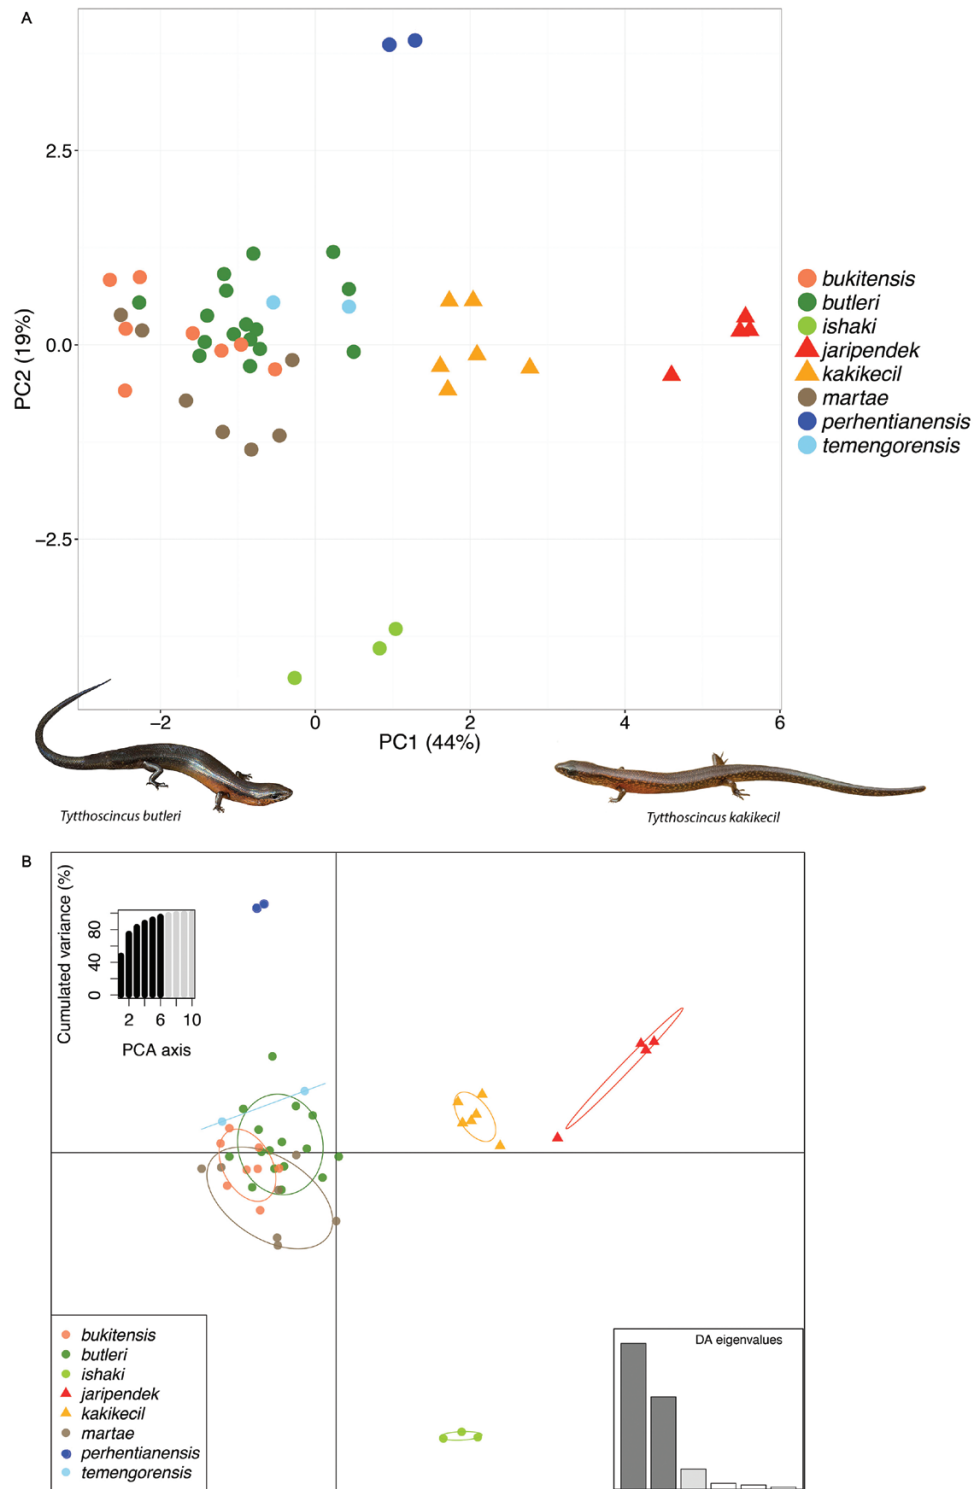 A
PC2 (19%)
2.5
0.0
−2.5
−2
0
2
4
6
PC1 (44%)
bukitensis
butleri
ishaki
jaripendek
kakikecil
martae
perhentianensis
temengorensis
Tytthoscincus butleri
Tytthoscincus kakikecil
B
Cumulated variance (%)
80
40
0
2
6
10
PCA axis
bukitensis
butleri
ishaki
jaripendek
kakikecil
martae
perhentianensis
temengorensis
DA eigenvalues